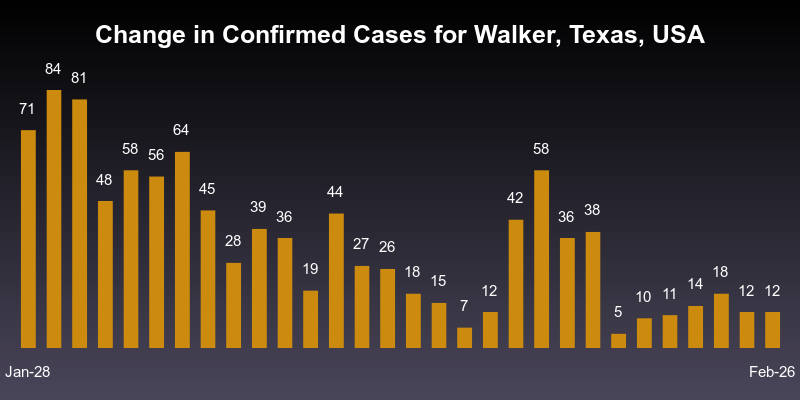 Change in Confirmed Cases for Walker, Texas, USA
71 84 81 48 58 56 64 45 28 39 36 19 44 27 26 18 15 7 12 42 58 36 38 5 10 11 14 18 12 12
Jan-28 Feb-26